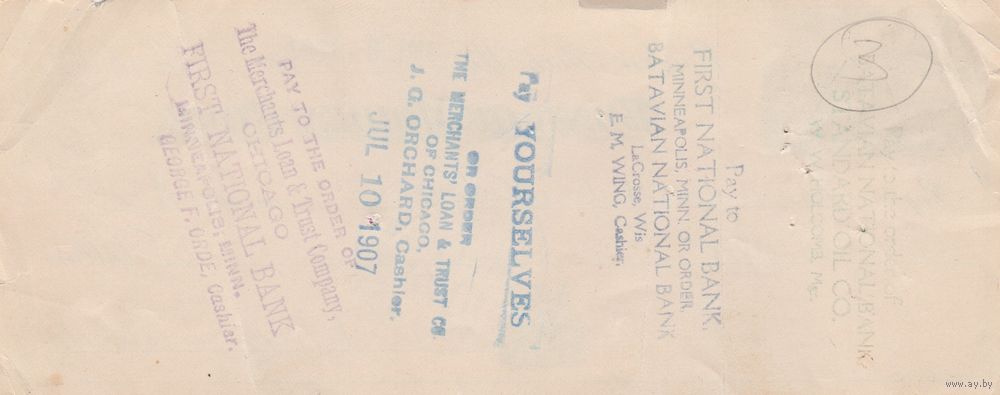 Pay to the order of
BATAVIAN NATIONAL BANK
STANDARD OIL CO.
Mgr.
M
Pay to
FIRST NATIONAL BANK,
MINNEAPOLIS, MINN. OR ORDER.
BATAVIAN NATIONAL BANK
LaCrosse, Wis
E. M. WING, Cashier.
Pay YOURSELVES
OR ORDER
THE MERCHANTS' LOAN & TRUST CO.
OF CHICAGO,
J. G. ORCHARD, Cashier.
JUL 10 1907
PAY TO THE ORDER OF
The Merchants Loan & Trust Company,
CHICAGO
FIRST NATIONAL BANK
MINNEAPOLIS, MINN.
GEORGE F. ORDE, Cashier.
www.ay.by